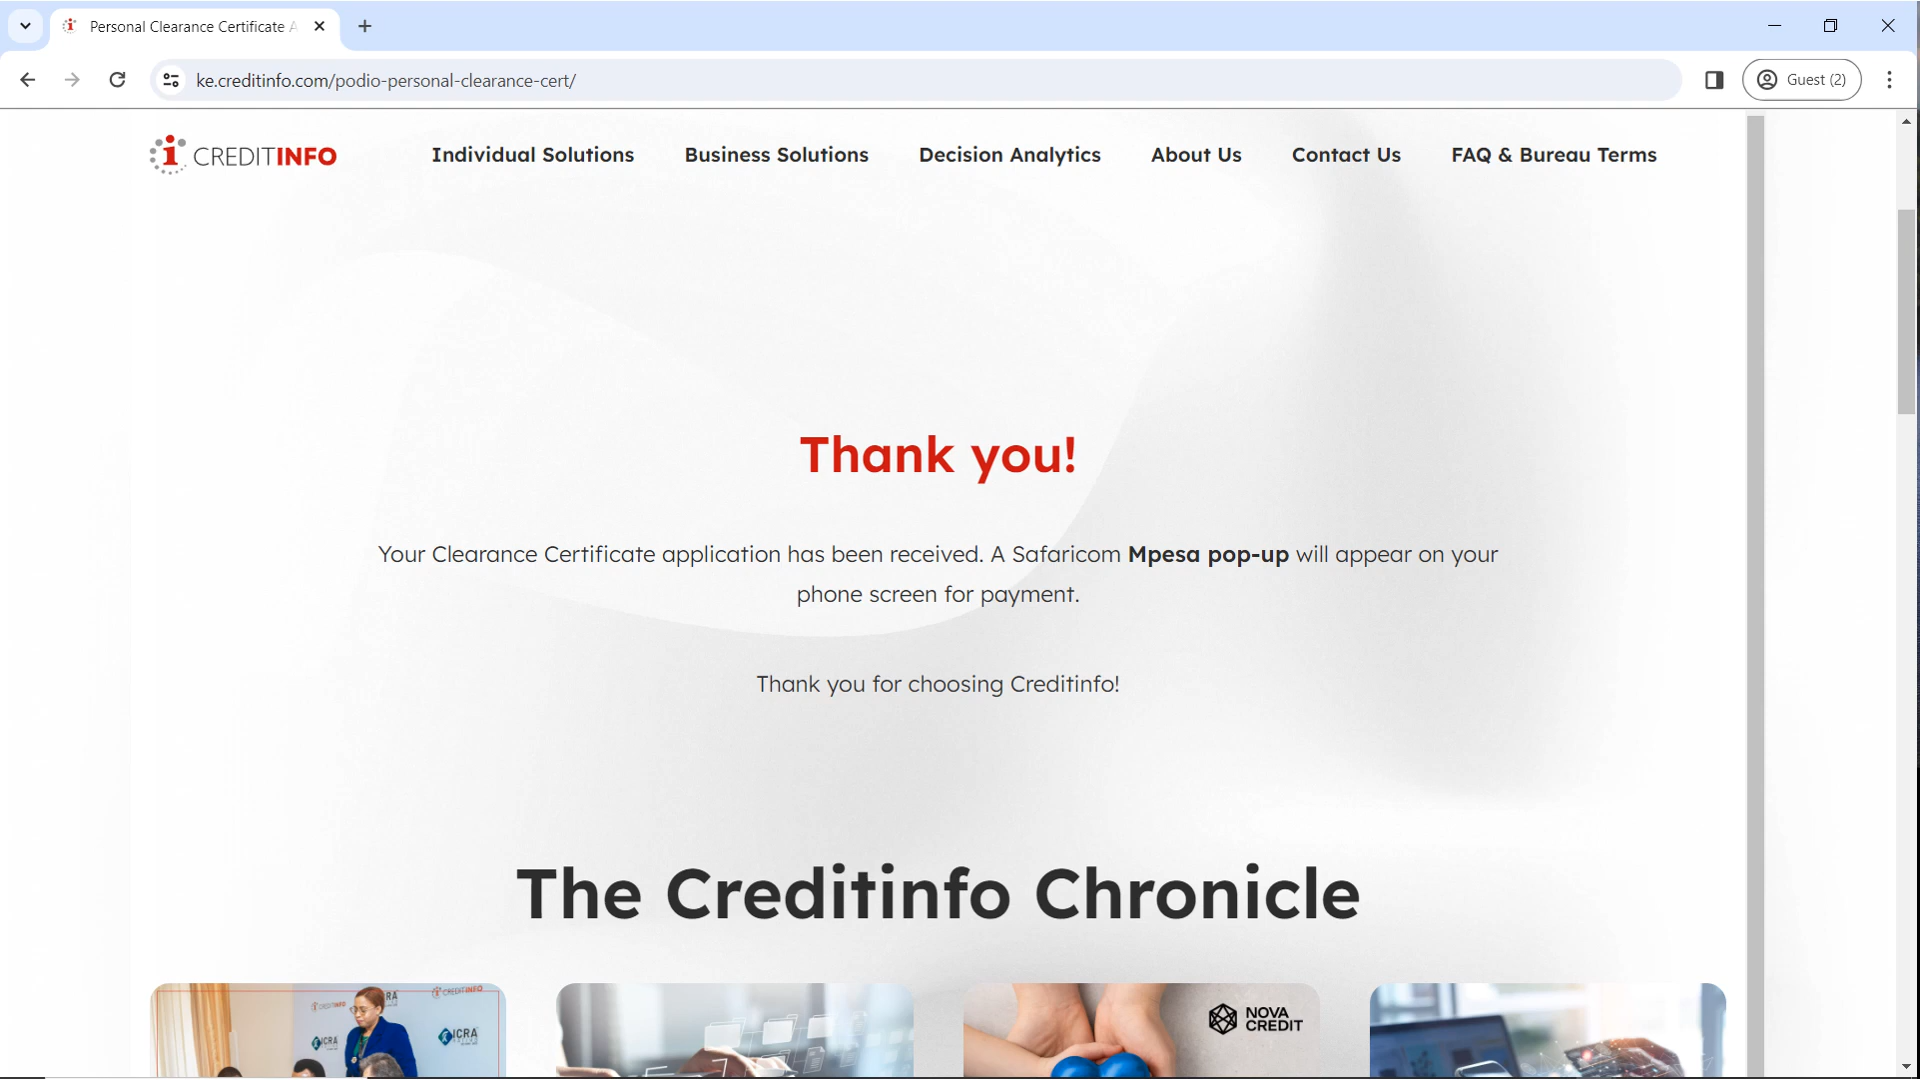 Personal Clearance Certificate A
ke.creditinfo.com/podio-personal-clearance-cert/
Guest (2)
CREDITINFO
Individual Solutions
Business Solutions
Decision Analytics
About Us
Contact Us
FAQ & Bureau Terms
Thank you!
Your Clearance Certificate application has been received. A Safaricom Mpesa pop-up will appear on your
phone screen for payment.
Thank you for choosing Creditinfo!
The Creditinfo Chronicle
CREDITINFO
ICRA
NOVA
CREDIT